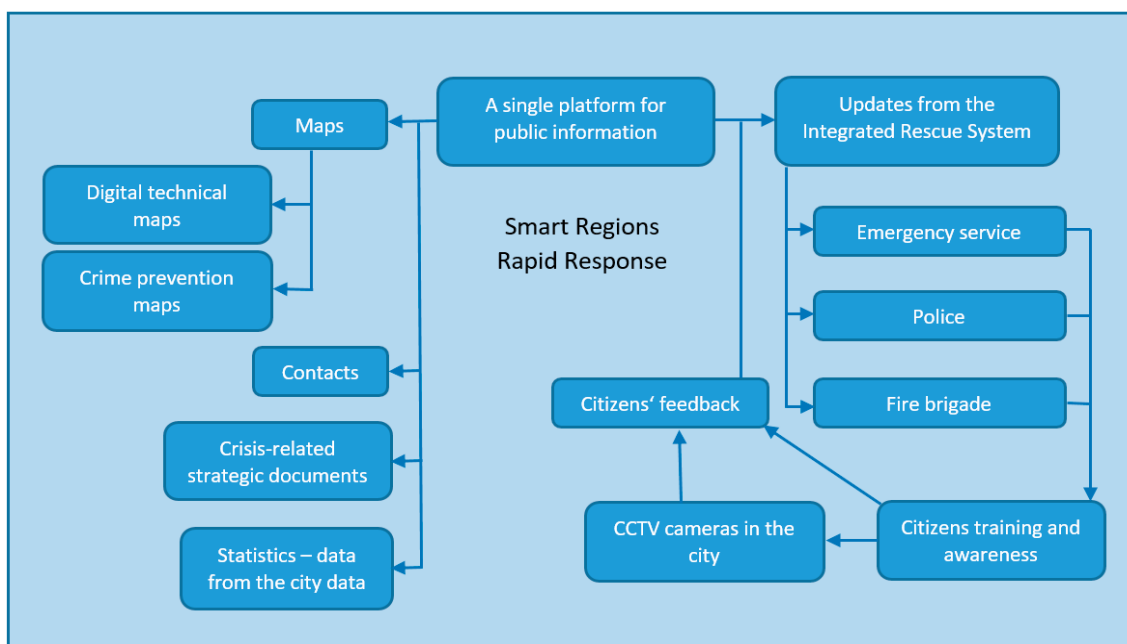 A single platform for
public information
Updates from the
Integrated Rescue System
Maps
Digital technical
maps
Crime prevention
maps
Smart Regions
Rapid Response
Emergency service
Police
Fire brigade
Contacts
Citizens‘ feedback
Crisis-related
strategic documents
CCTV cameras in the
city
Citizens training and
awareness
Statistics – data
from the city data